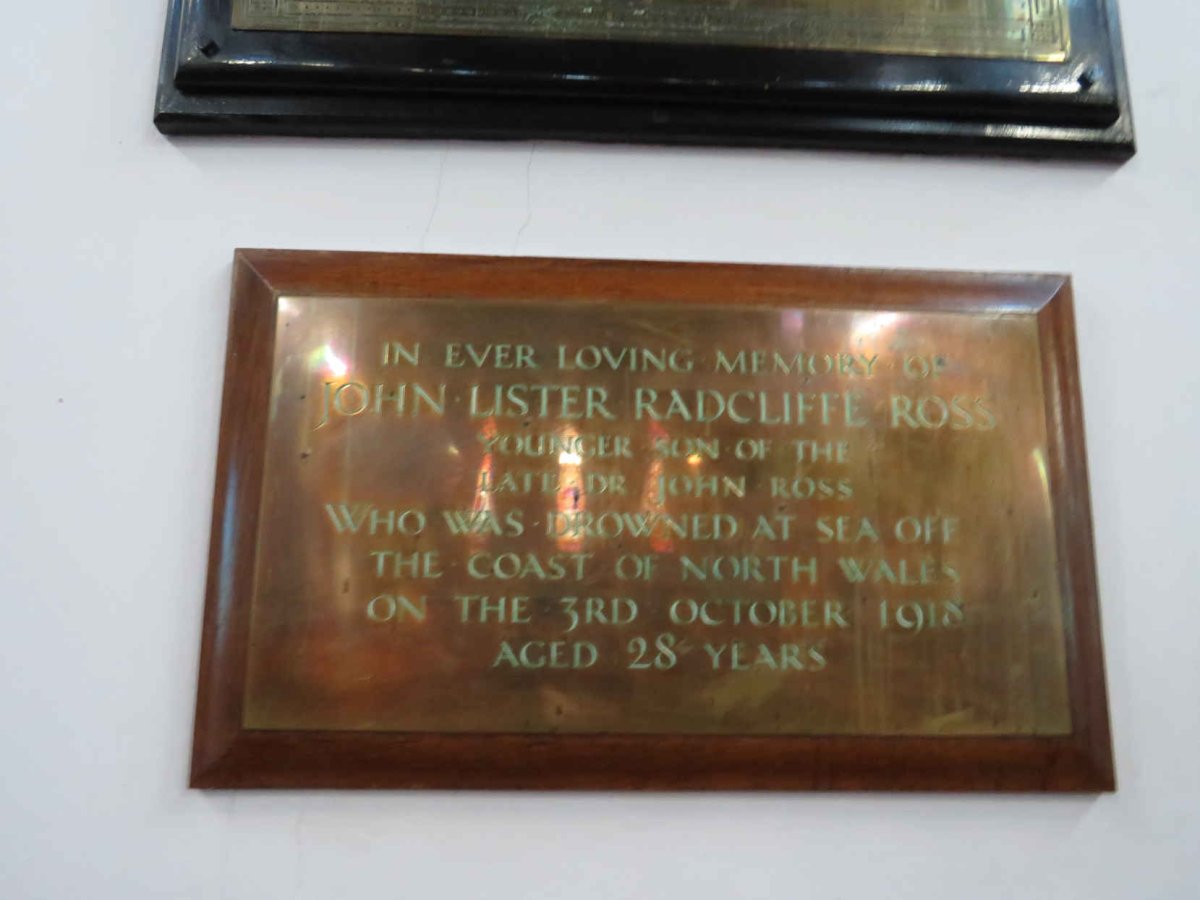 IN EVER LOVING · MEMORY · OF
JOHN · LISTER RADCLIFFE ROSS
YOUNGER SON · OF THE
LATE · DR JOHN ROSS
WHO WAS · DROWNED AT SEA OFF
THE · COAST OF NORTH WALES
ON THE 3RD OCTOBER 1918
AGED 28 YEARS